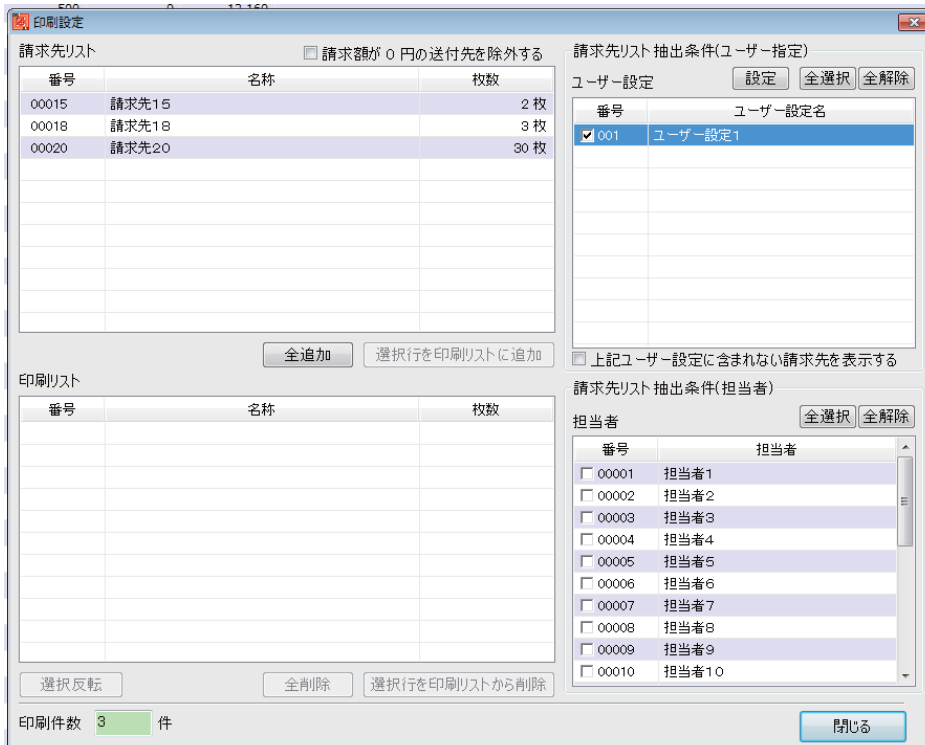 500 0 12,160
印刷設定
請求先リスト
請求額が 0 円の送付先を除外する
番号 名称 枚数
00015 請求先15 2 枚
00018 請求先18 3 枚
00020 請求先20 30 枚
全追加 選択行を印刷リストに追加
印刷リスト
番号 名称 枚数
選択反転 全削除 選択行を印刷リストから削除
印刷件数 3 件
請求先リスト 抽出条件(ユーザー指定)
ユーザー設定 設定 全選択 全解除
番号 ユーザー設定名
001 ユーザー設定1
上記ユーザー設定に含まれない請求先を表示する
請求先リスト 抽出条件(担当者)
担当者 全選択 全解除
番号 担当者
00001 担当者1
00002 担当者2
00003 担当者3
00004 担当者4
00005 担当者5
00006 担当者6
00007 担当者7
00008 担当者8
00009 担当者9
00010 担当者10
閉じる